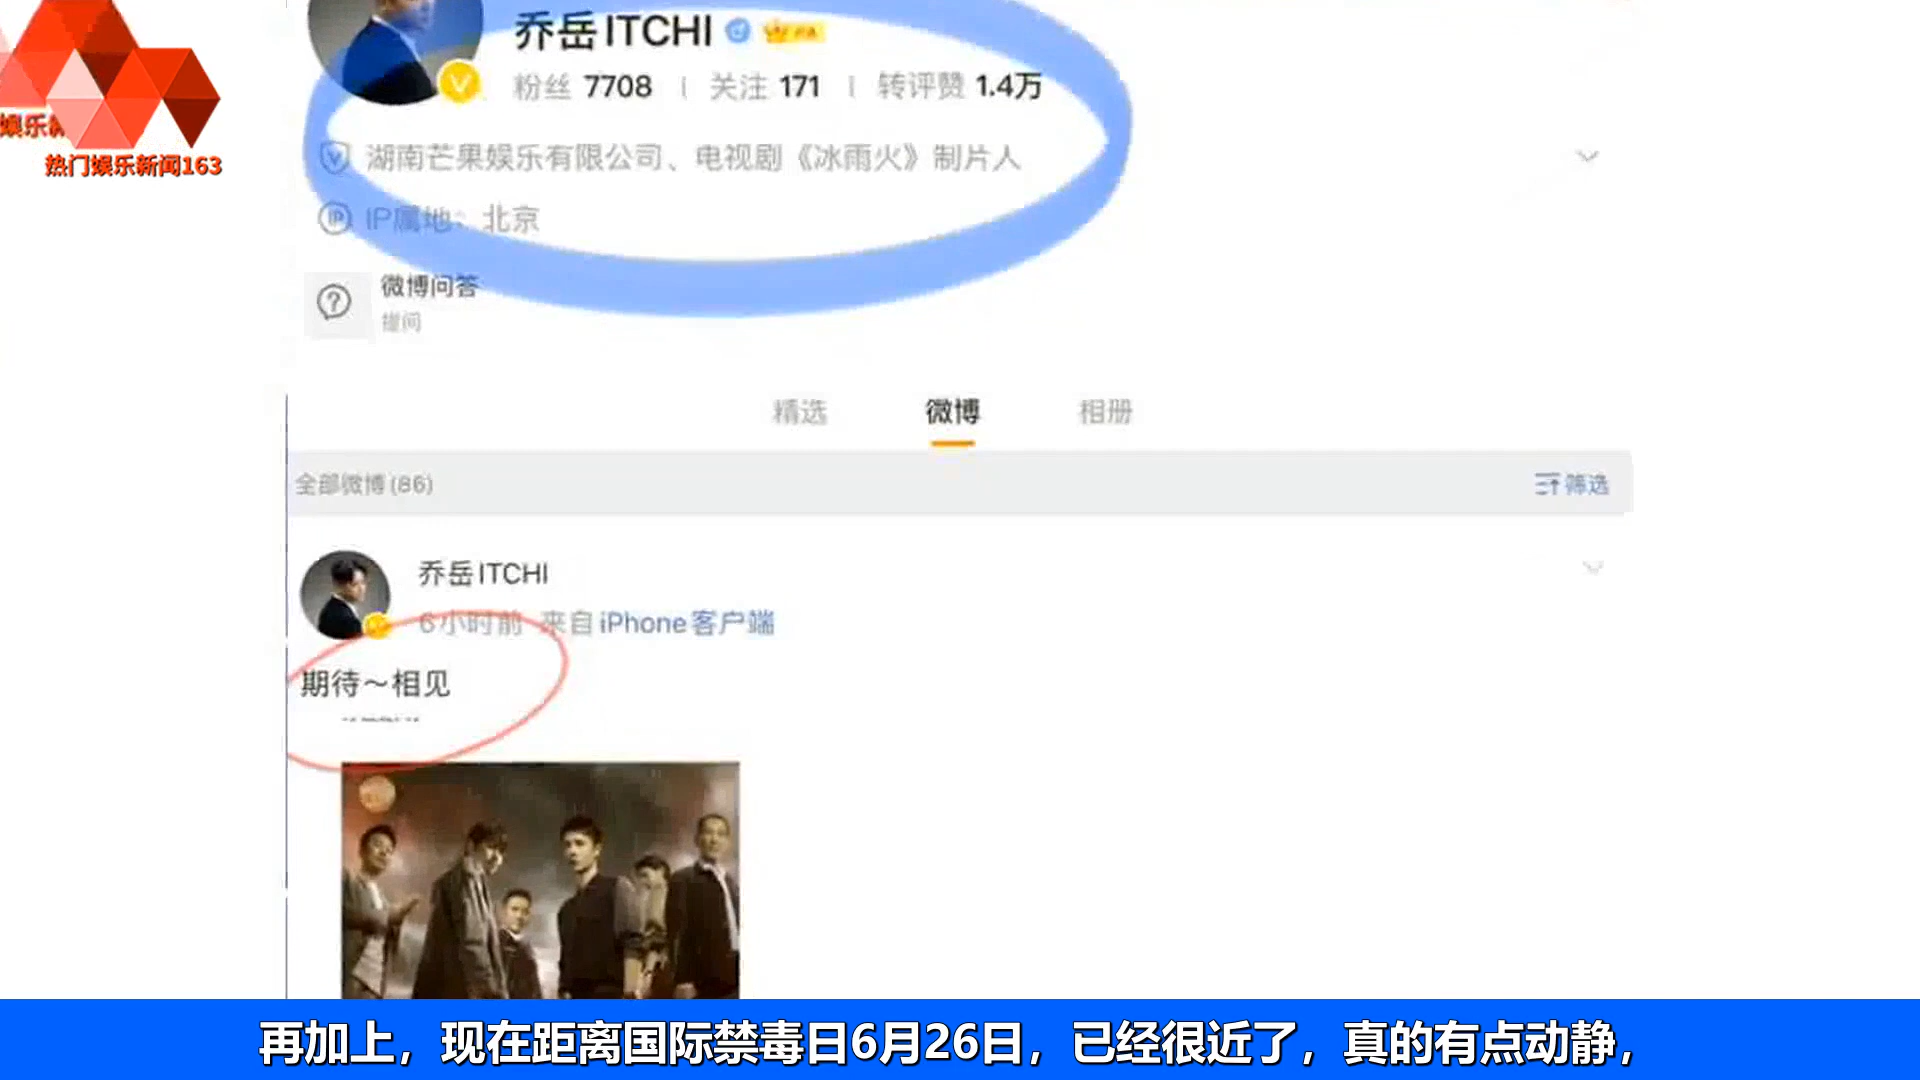 乔岳ITCHI
粉丝 7708 | 关注 171 | 转评赞 1.4万
湖南芒果娱乐有限公司、电视剧《冰雨火》制片人
IP IP属地：北京
微博问答
提问
娱乐
热门娱乐新闻163
精选 微博 相册
全部微博(86)
筛选
乔岳ITCHI
6小时前 来自 iPhone客户端
期待～相见
再加上，现在距离国际禁毒日6月26日，已经很近了，真的有点动静，